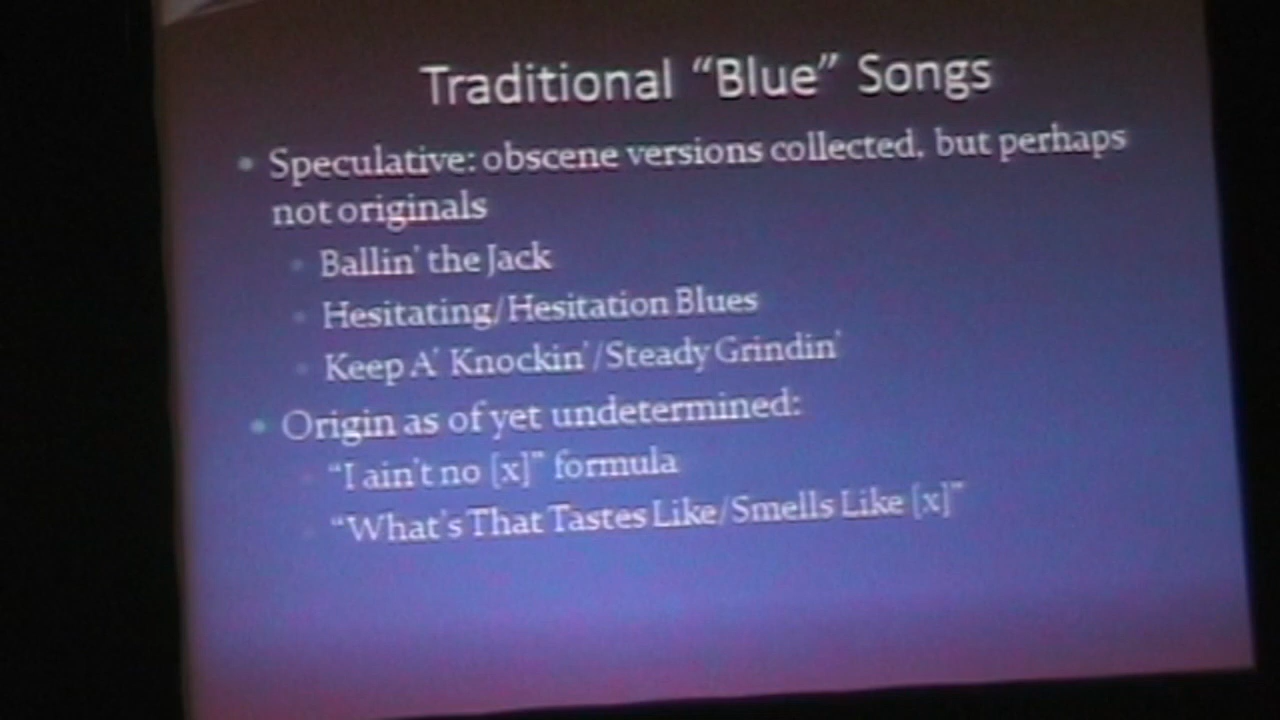 Traditional “Blue” Songs
• Speculative: obscene versions collected, but perhaps
not originals
• Ballin' the Jack
• Hesitating/Hesitation Blues
• Keep A' Knockin'/Steady Grindin'
• Origin as of yet undetermined:
• “I ain't no [x]” formula
• “What's That Tastes Like/Smells Like [x]”